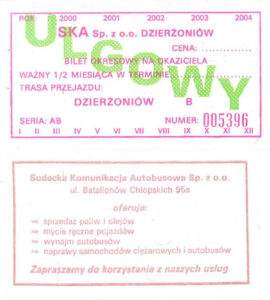 ROK: 2000 2001 2002 2003 2004
SKA Sp. z o.o. DZIERŻONIÓW
CENA:
BILET OKRESOWY NA OKAZICIELA
WAŻNY 1/2 MIESIĄCA W TERMINIE
TRASA PRZEJAZDU:
DZIERŻONIÓW B
SERIA: AB NUMER: 005396
I II III IV V VI VII VIII IX X XI XII
ULGOWY
Sudecka Komunikacja Autobusowa Sp. z o.o.
ul. Batalionów Chłopskich 95a
oferuje:
⇒ sprzedaż paliw i olejów
⇒ mycie ręczne pojazdów
⇒ wynajem autobusów
⇒ naprawy samochodów ciężarowych i autobusów
Zapraszamy do korzystania z naszych usług.